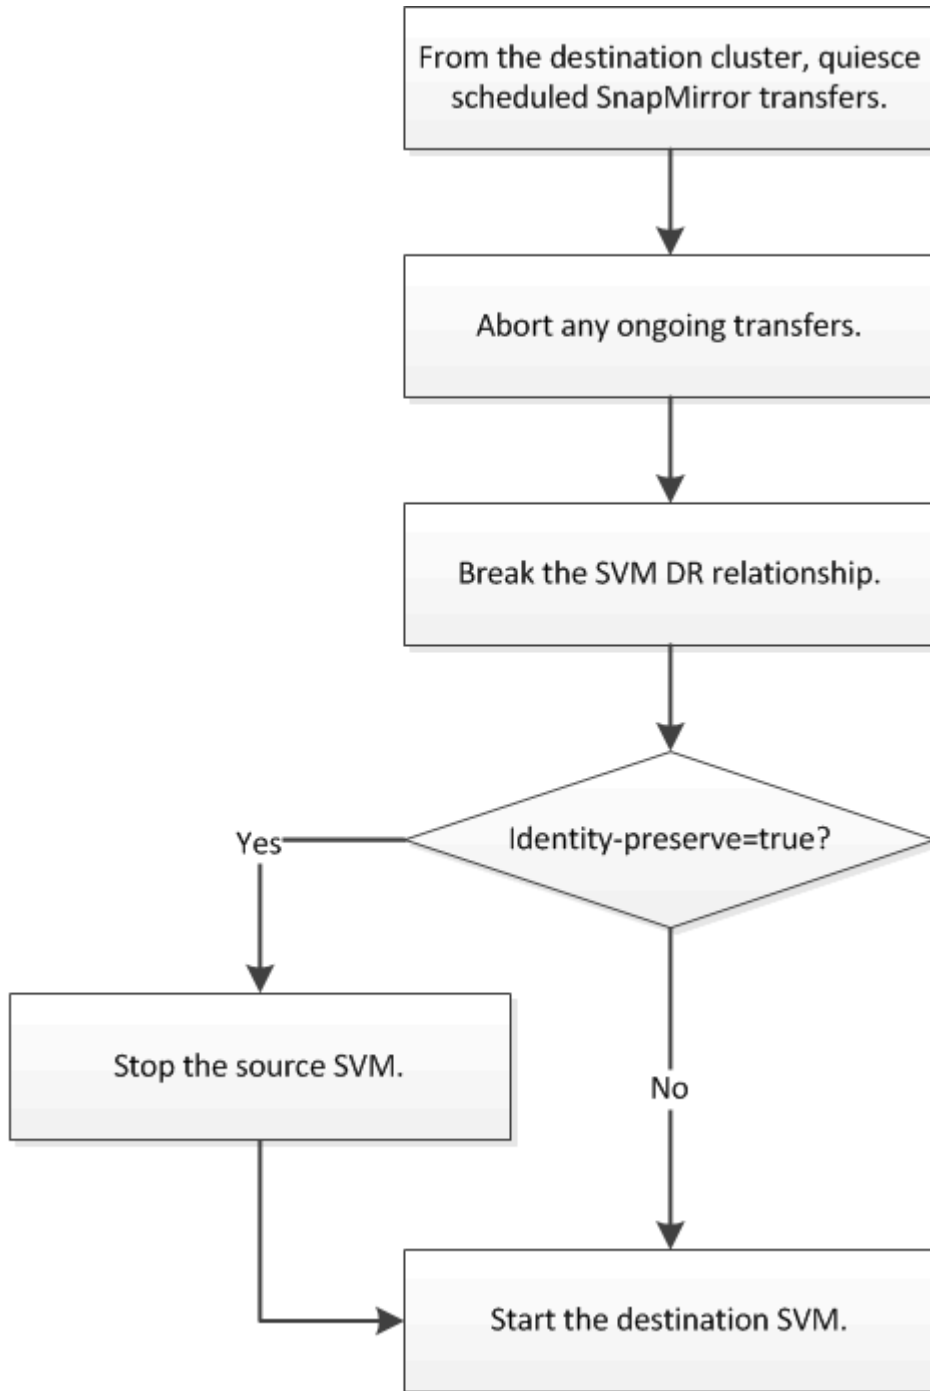 From the destination cluster, quiesce
scheduled SnapMirror transfers.
Abort any ongoing transfers.
Break the SVM DR relationship.
Identity-preserve=true?
Yes
Stop the source SVM.
No
Start the destination SVM.